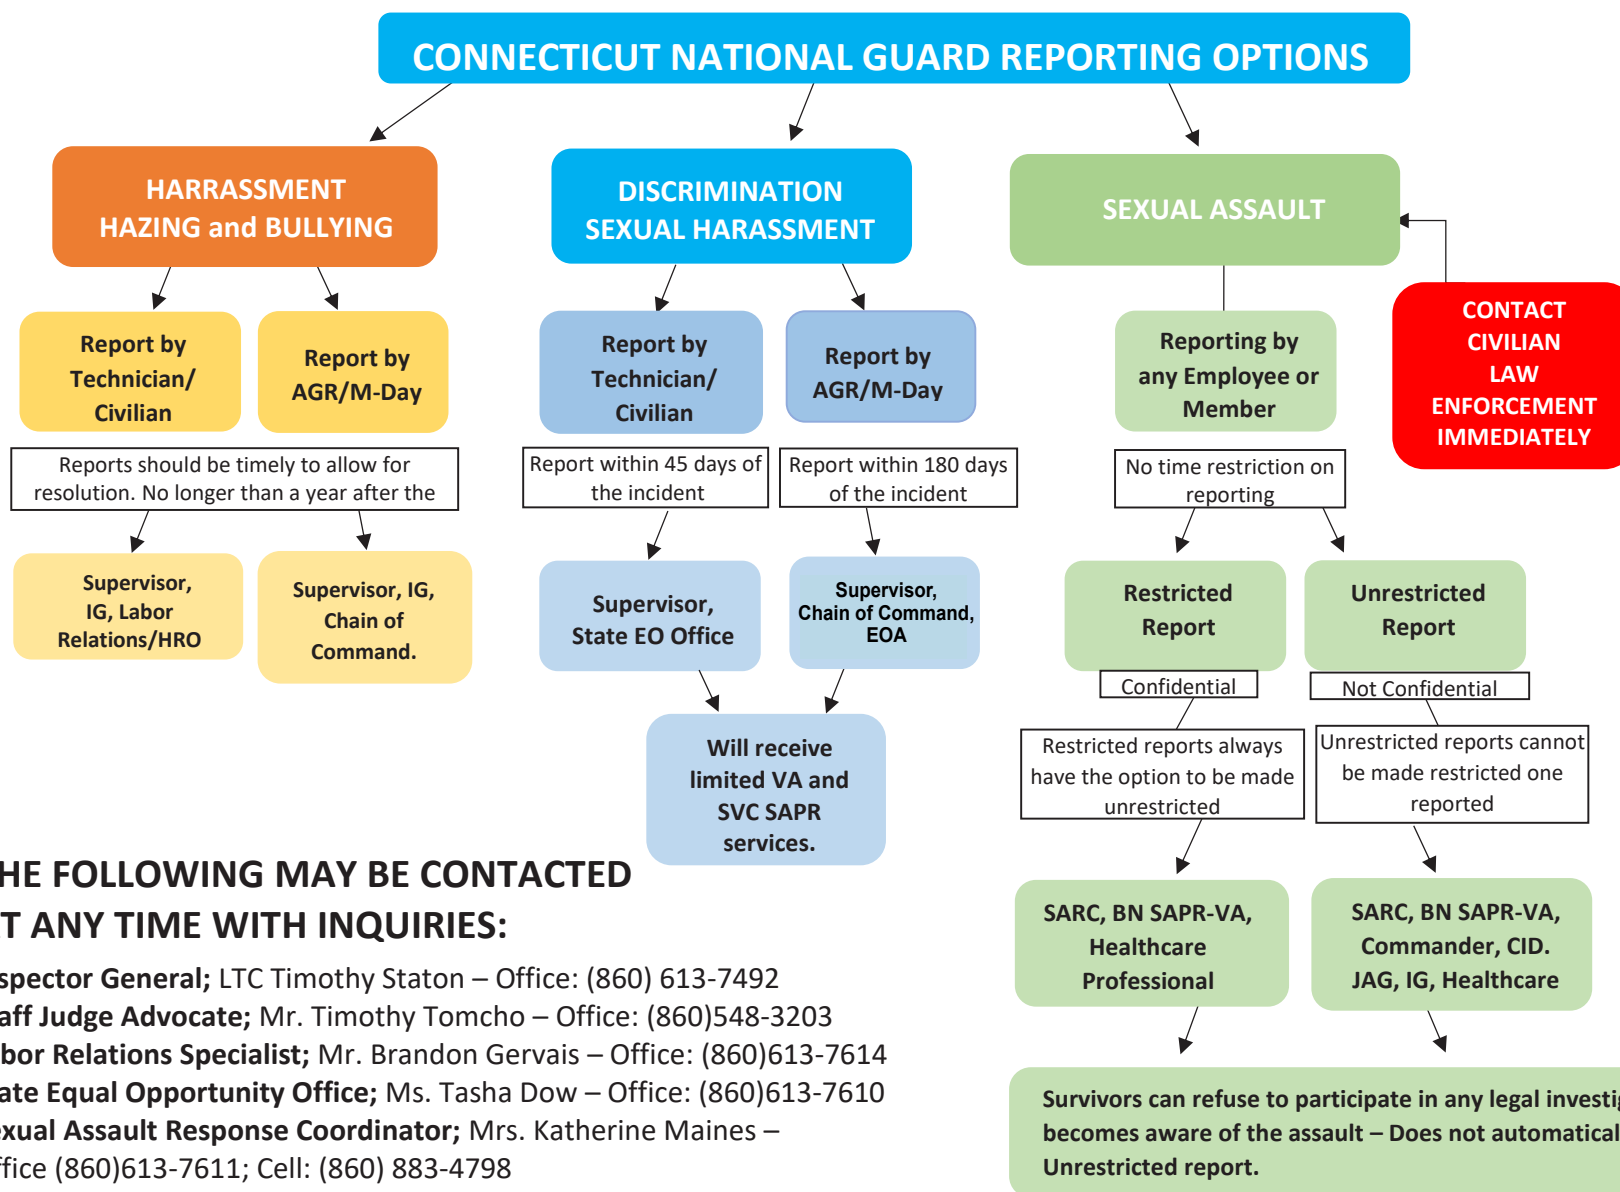 CONNECTICUT NATIONAL GUARD REPORTING OPTIONS
HARRASSMENT
HAZING and BULLYING
DISCRIMINATION
SEXUAL HARASSMENT
SEXUAL ASSAULT
CONTACT
CIVILIAN
LAW
ENFORCEMENT
IMMEDIATELY
Report by
Technician/
Civilian
Report by
AGR/M-Day
Report by
Technician/
Civilian
Report by
AGR/M-Day
Reporting by
any Employee or
Member
Reports should be timely to allow for
resolution. No longer than a year after the
Report within 45 days of
the incident
Report within 180 days
of the incident
No time restriction on
reporting
Supervisor,
IG, Labor
Relations/HRO
Supervisor, IG,
Chain of
Command.
Supervisor,
State EO Office
Supervisor,
Chain of Command,
EOA
Restricted
Report
Unrestricted
Report
Confidential
Not Confidential
Will receive
limited VA and
SVC SAPR
services.
Restricted reports always
have the option to be made
unrestricted
Unrestricted reports cannot
be made restricted one
reported
SARC, BN SAPR-VA,
Healthcare
Professional
SARC, BN SAPR-VA,
Commander, CID.
JAG, IG, Healthcare
Survivors can refuse to participate in any legal investig
becomes aware of the assault – Does not automatical
Unrestricted report.
HE FOLLOWING MAY BE CONTACTED
T ANY TIME WITH INQUIRIES:
spector General; LTC Timothy Staton – Office: (860) 613-7492
aff Judge Advocate; Mr. Timothy Tomcho – Office: (860)548-3203
bor Relations Specialist; Mr. Brandon Gervais – Office: (860)613-7614
ate Equal Opportunity Office; Ms. Tasha Dow – Office: (860)613-7610
exual Assault Response Coordinator; Mrs. Katherine Maines –
ffice (860)613-7611; Cell: (860) 883-4798